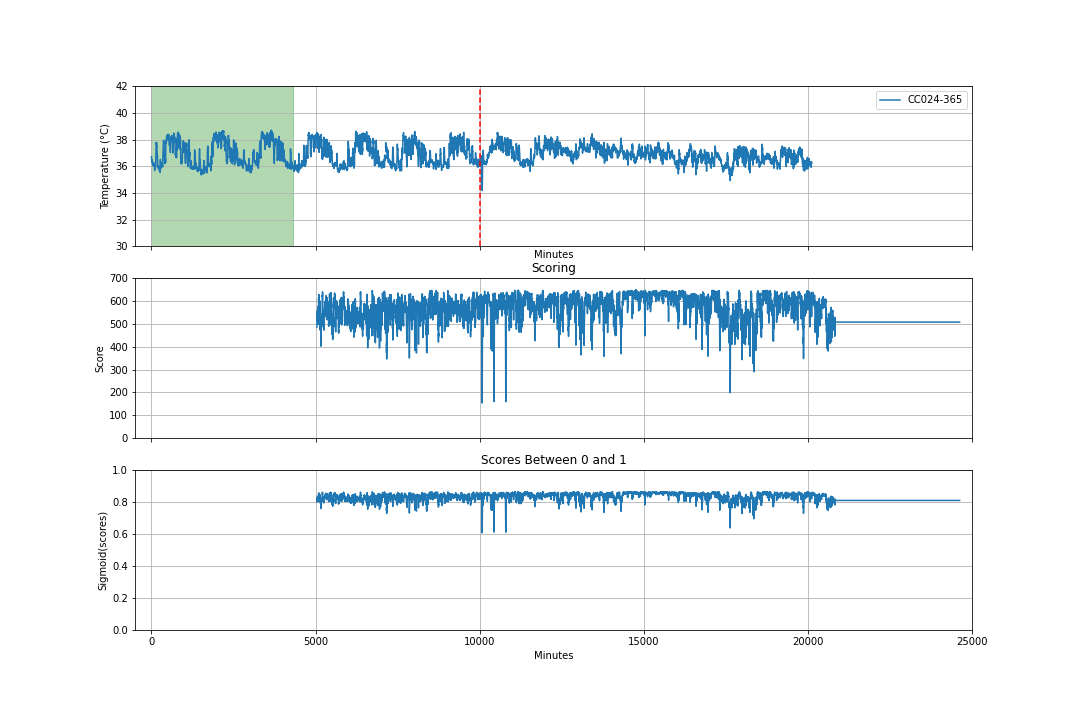 42
40
38
36
34
32
30
Temperature (°C)
CC024-365
Minutes
Scoring
700
600
500
400
300
200
100
0
Score
Scores Between 0 and 1
1.0
0.8
0.6
0.4
0.2
0.0
Sigmoid(scores)
0 5000 10000 15000 20000 25000
Minutes